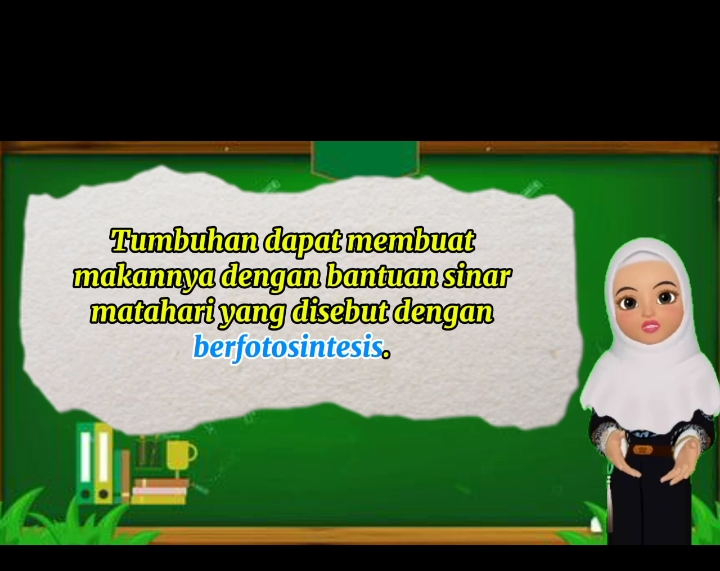 Tumbuhan dapat membuat
makannya dengan bantuan sinar
matahari yang disebut dengan
berfotosintesis.